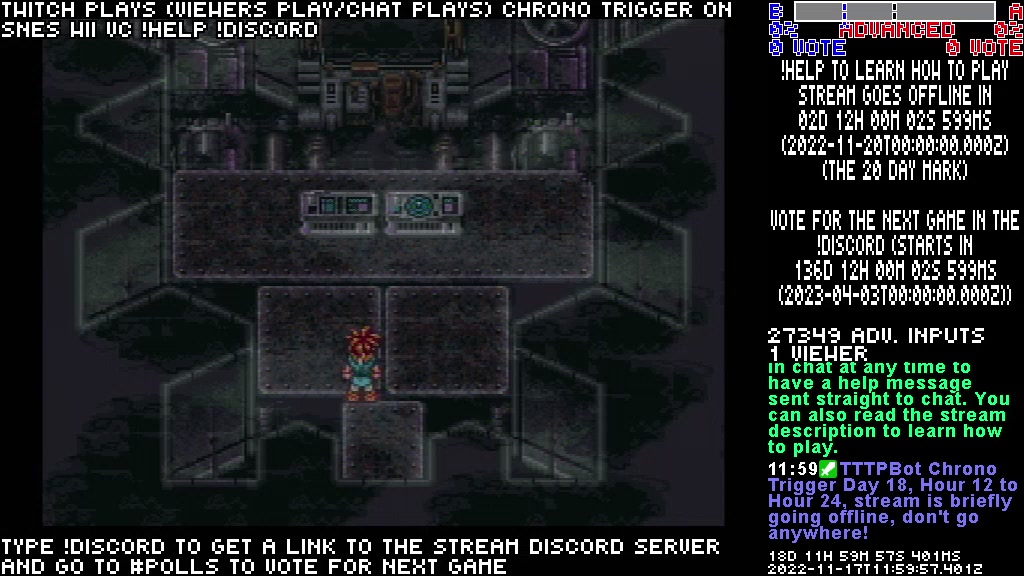 TWITCH PLAYS (VIEWERS PLAY/CHAT PLAYS) CHRONO TRIGGER ON
SNES WII VC !HELP !DISCORD
B A
0% ADVANCED 0%
0 VOTE 0 VOTE
!HELP TO LEARN HOW TO PLAY
STREAM GOES OFFLINE IN
02D 12H 00M 02S 599MS
(2022-11-20T00:00:00.000Z)
(THE 20 DAY MARK)
VOTE FOR THE NEXT GAME IN THE
!DISCORD (STARTS IN
136D 12H 00M 02S 599MS
(2023-04-03T00:00:00.000Z))
27349 ADV. INPUTS
1 VIEWER
in chat at any time to
have a help message
sent straight to chat. You
can also read the stream
description to learn how
to play.
11:59 TTTPBot Chrono
Trigger Day 18, Hour 12 to
Hour 24, stream is briefly
going offline, don't go
anywhere!
18D 11H 59M 57S 401MS
2022-11-17T11:59:57.401Z
TYPE !DISCORD TO GET A LINK TO THE STREAM DISCORD SERVER
AND GO TO #POLLS TO VOTE FOR NEXT GAME